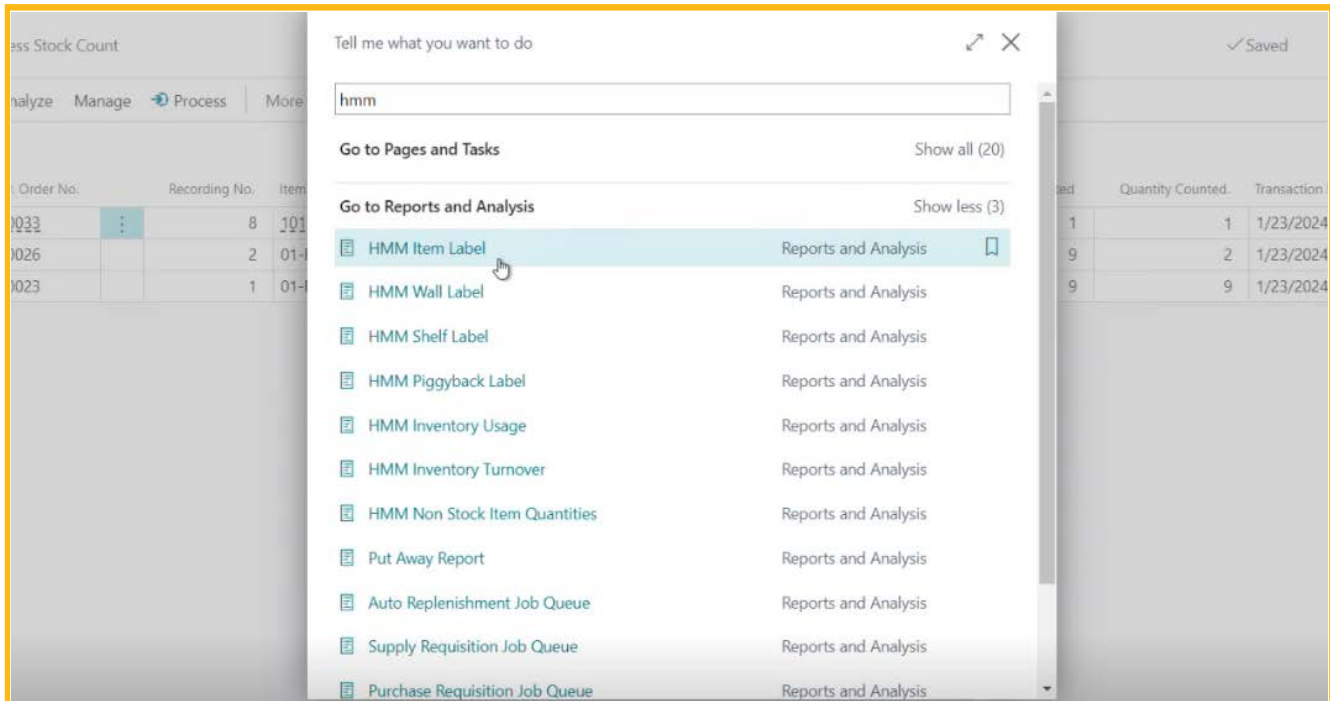 ess Stock Count
Tell me what you want to do
Saved
nalyze Manage Process More
hmm
Go to Pages and Tasks Show all (20)
Order No. Recording No. Item ted Quantity Counted. Transaction
Go to Reports and Analysis Show less (3)
0033 8 101 1 1 1/23/2024
HMM Item Label Reports and Analysis
0026 2 01- 9 2 1/23/2024
0023 1 01- 9 9 1/23/2024
HMM Wall Label Reports and Analysis
HMM Shelf Label Reports and Analysis
HMM Piggyback Label Reports and Analysis
HMM Inventory Usage Reports and Analysis
HMM Inventory Turnover Reports and Analysis
HMM Non Stock Item Quantities Reports and Analysis
Put Away Report Reports and Analysis
Auto Replenishment Job Queue Reports and Analysis
Supply Requisition Job Queue Reports and Analysis
Purchase Requisition Job Queue Reports and Analysis